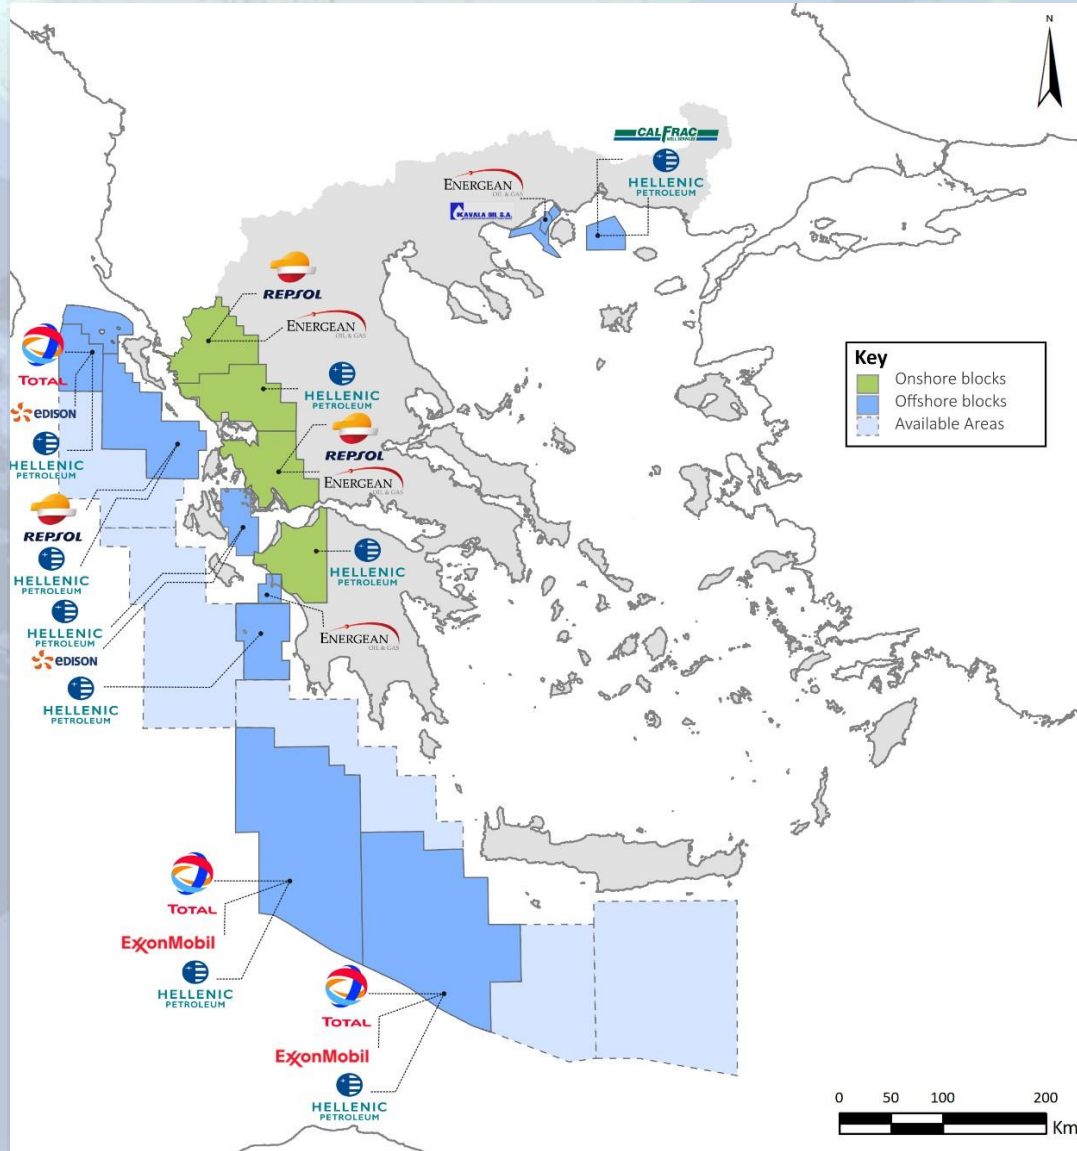 N
CALFRAC
WELL SERVICES
HELLENIC
PETROLEUM
ENERGEAN
OIL & GAS
KAVALA OIL S.A.
REPSOL
ENERGEAN
OIL & GAS
HELLENIC
PETROLEUM
REPSOL
ENERGEAN
OIL & GAS
HELLENIC
PETROLEUM
ENERGEAN
OIL & GAS
TOTAL
EDISON
HELLENIC
PETROLEUM
REPSOL
HELLENIC
PETROLEUM
HELLENIC
PETROLEUM
EDISON
HELLENIC
PETROLEUM
TOTAL
ExxonMobil
HELLENIC
PETROLEUM
TOTAL
ExxonMobil
HELLENIC
PETROLEUM
Key
Onshore blocks
Offshore blocks
Available Areas
0 50 100 200
Km